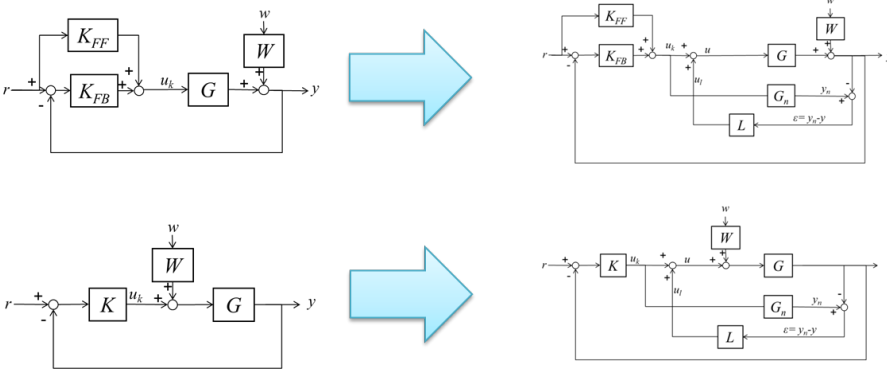 w
K_FF
W
r + + + + y
- + K_FB + u_k G +
w
K_FF
W
r + + u_k + u + y
- + K_FB + + G +
u_l -
G_n y_n +
L ε= y_n-y
w
W
r + K u_k + + G y
-
w
W
r + K u_k + u + + G
- + -
u_l G_n y_n +
L ε= y_n-y